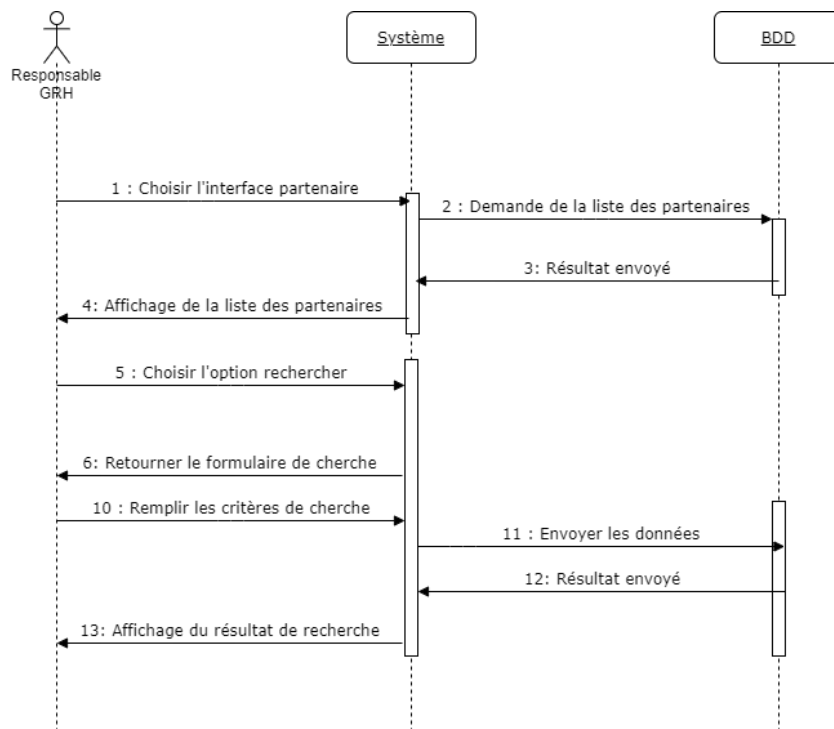 Responsable
GRH
Système
BDD
1 : Choisir l'interface partenaire
2 : Demande de la liste des partenaires
3: Résultat envoyé
4: Affichage de la liste des partenaires
5 : Choisir l'option rechercher
6: Retourner le formulaire de cherche
10 : Remplir les critères de cherche
11 : Envoyer les données
12: Résultat envoyé
13: Affichage du résultat de recherche